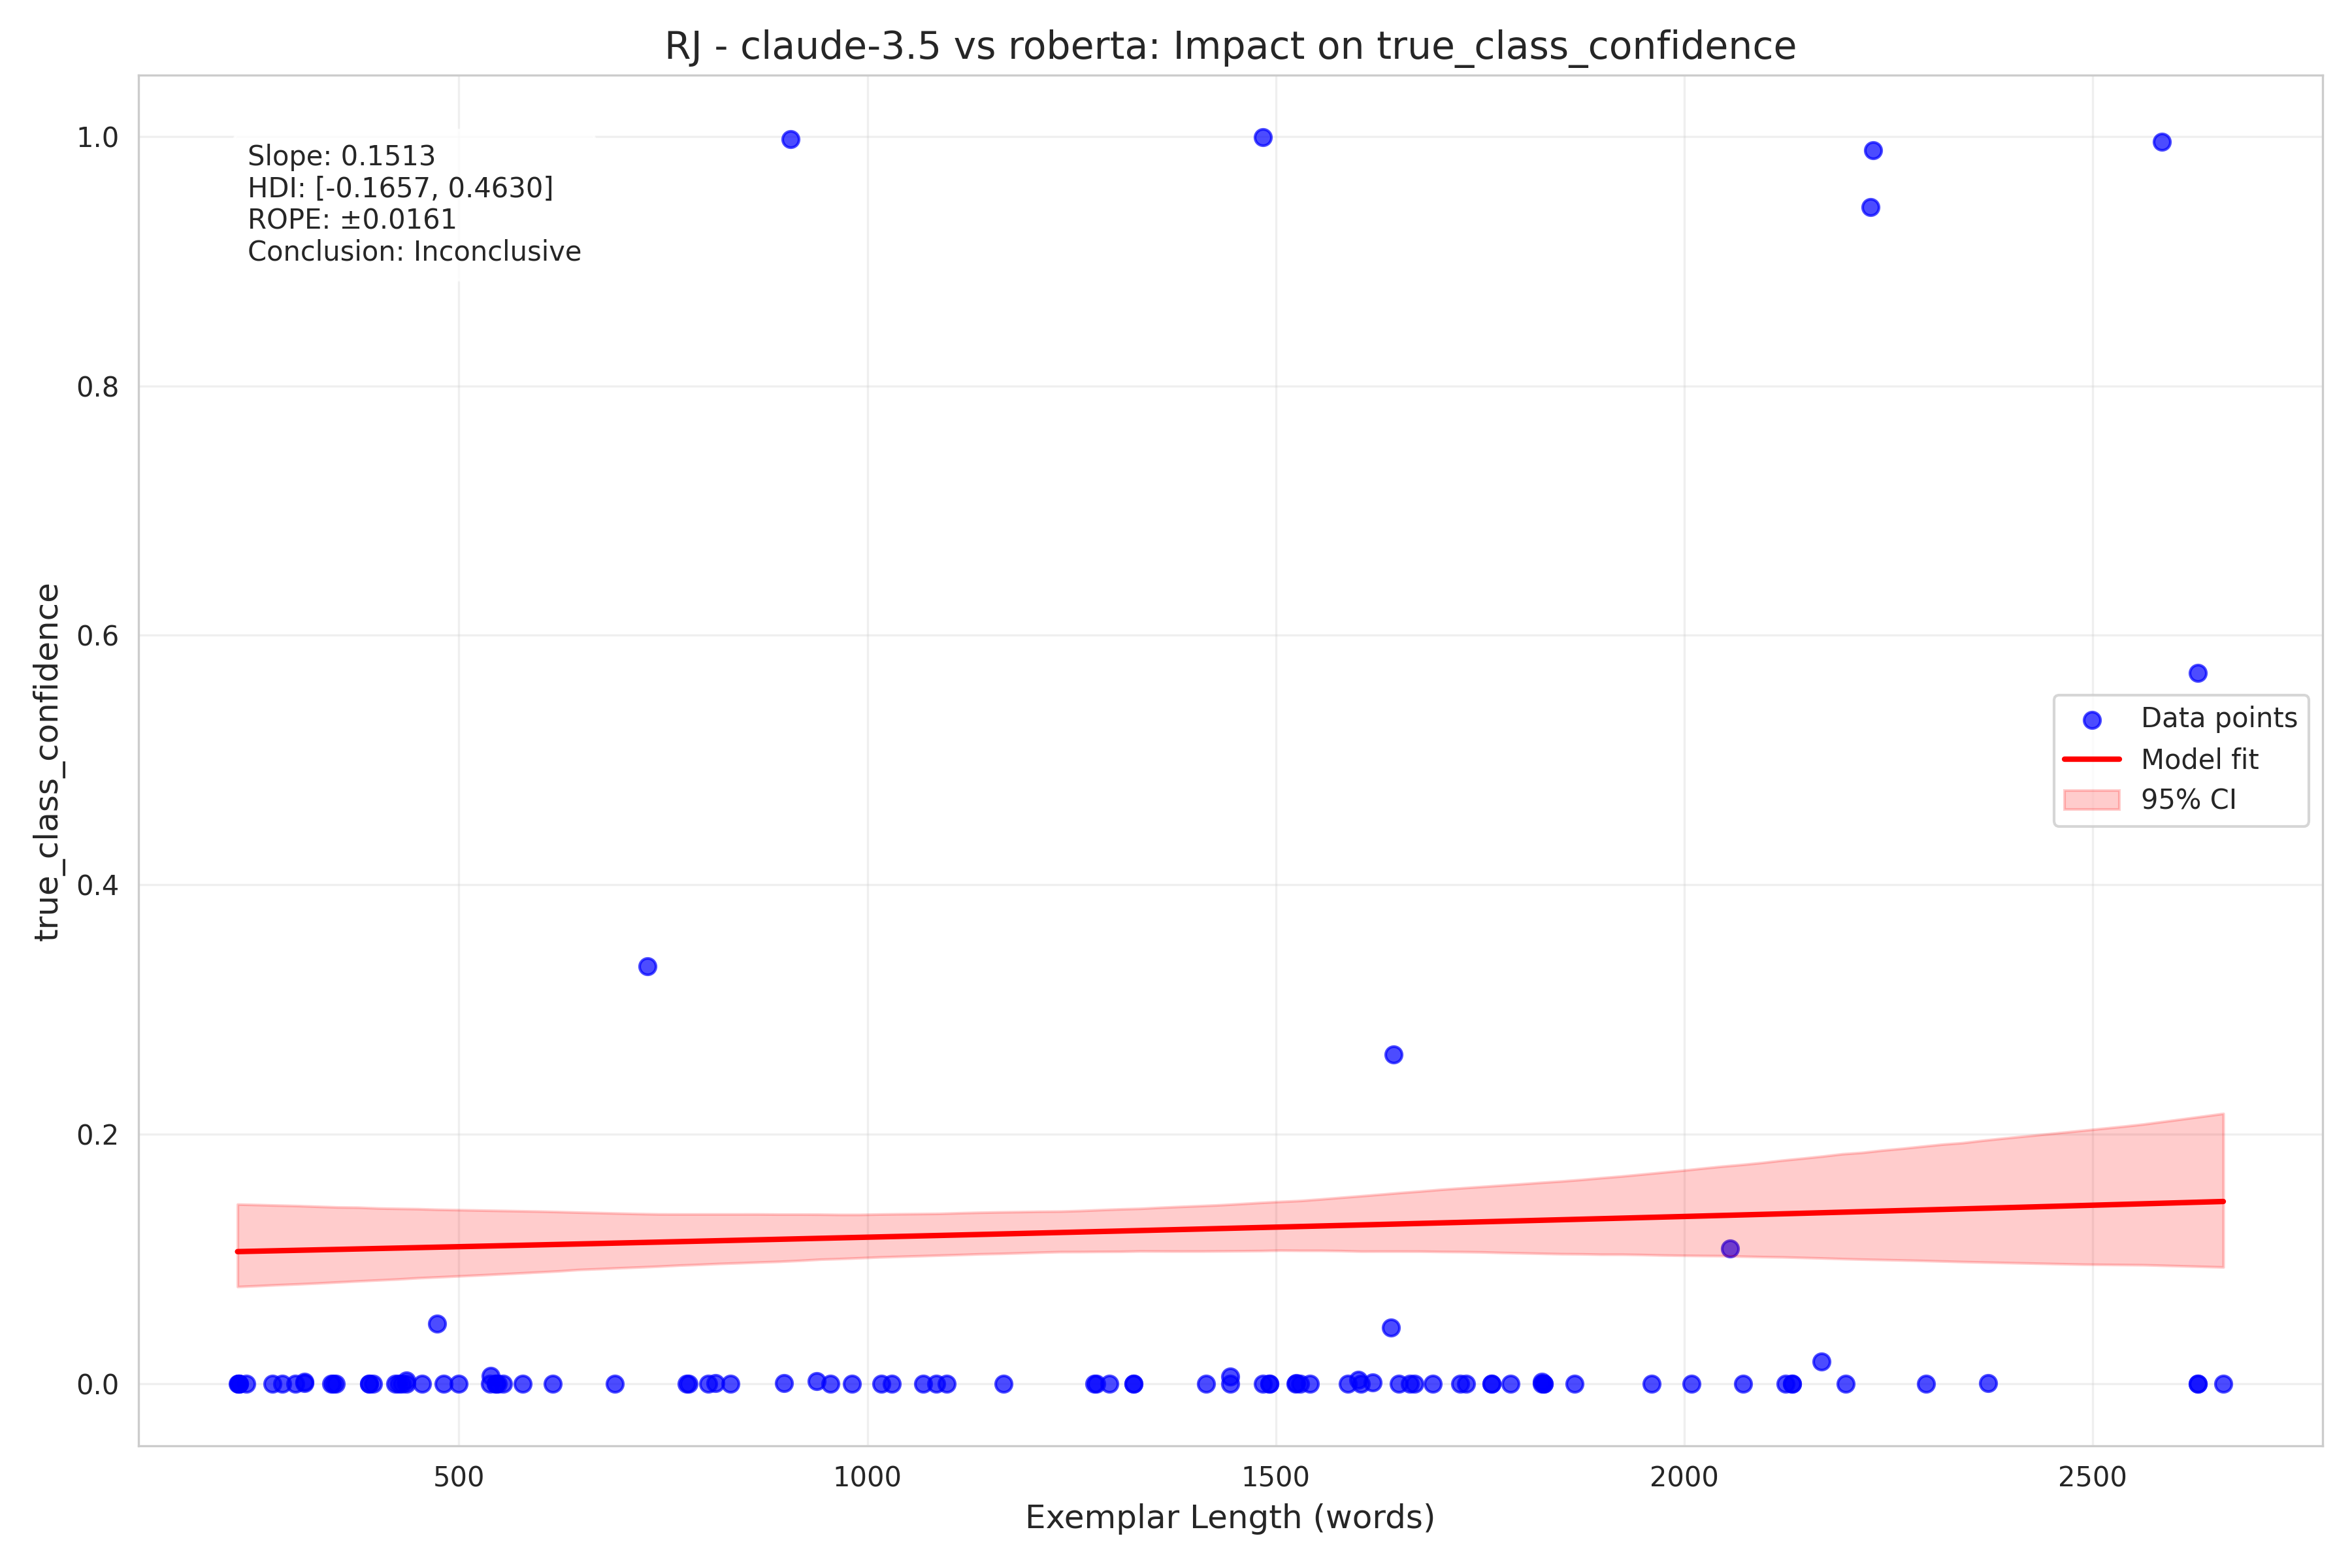 RJ - claude-3.5 vs roberta: Impact on true_class_confidence
Slope: 0.1513
HDI: [-0.1657, 0.4630]
ROPE: ±0.0161
Conclusion: Inconclusive
true_class_confidence
1.0
0.8
0.6
0.4
0.2
0.0
Data points
Model fit
95% CI
500
1000
1500
2000
2500
Exemplar Length (words)